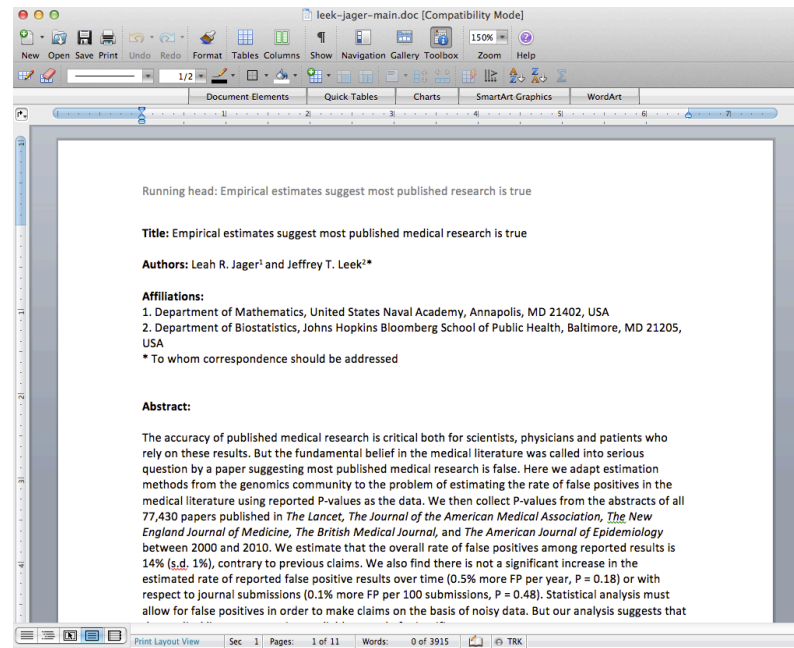 leek-jager-main.doc [Compatibility Mode]
150%
New Open Save Print Undo Redo Format Tables Columns Show Navigation Gallery Toolbox Zoom Help
1/2
Document Elements Quick Tables Charts SmartArt Graphics WordArt
1 2 3 4 5 6 7
Running head: Empirical estimates suggest most published research is true
Title: Empirical estimates suggest most published medical research is true
Authors: Leah R. Jager1 and Jeffrey T. Leek2*
Affiliations:
1. Department of Mathematics, United States Naval Academy, Annapolis, MD 21402, USA
2. Department of Biostatistics, Johns Hopkins Bloomberg School of Public Health, Baltimore, MD 21205,
USA
* To whom correspondence should be addressed
Abstract:
The accuracy of published medical research is critical both for scientists, physicians and patients who
rely on these results. But the fundamental belief in the medical literature was called into serious
question by a paper suggesting most published medical research is false. Here we adapt estimation
methods from the genomics community to the problem of estimating the rate of false positives in the
medical literature using reported P-values as the data. We then collect P-values from the abstracts of all
77,430 papers published in The Lancet, The Journal of the American Medical Association, The New
England Journal of Medicine, The British Medical Journal, and The American Journal of Epidemiology
between 2000 and 2010. We estimate that the overall rate of false positives among reported results is
14% (s.d. 1%), contrary to previous claims. We also find there is not a significant increase in the
estimated rate of reported false positive results over time (0.5% more FP per year, P = 0.18) or with
respect to journal submissions (0.1% more FP per 100 submissions, P = 0.48). Statistical analysis must
allow for false positives in order to make claims on the basis of noisy data. But our analysis suggests that
Print Layout View Sec 1 Pages: 1 of 11 Words: 0 of 3915 TRK